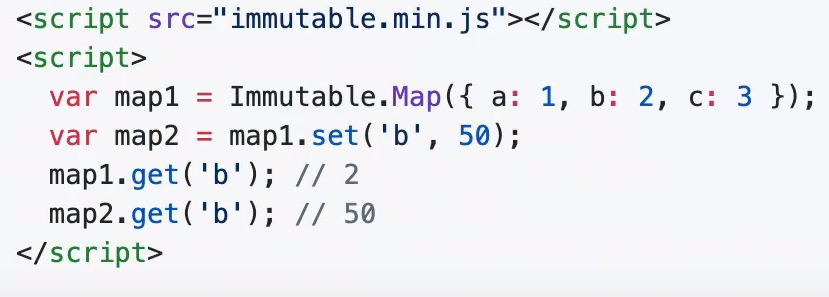 <script src="immutable.min.js"></script>
<script>
  var map1 = Immutable.Map({ a: 1, b: 2, c: 3 });
  var map2 = map1.set('b', 50);
  map1.get('b'); // 2
  map2.get('b'); // 50
</script>